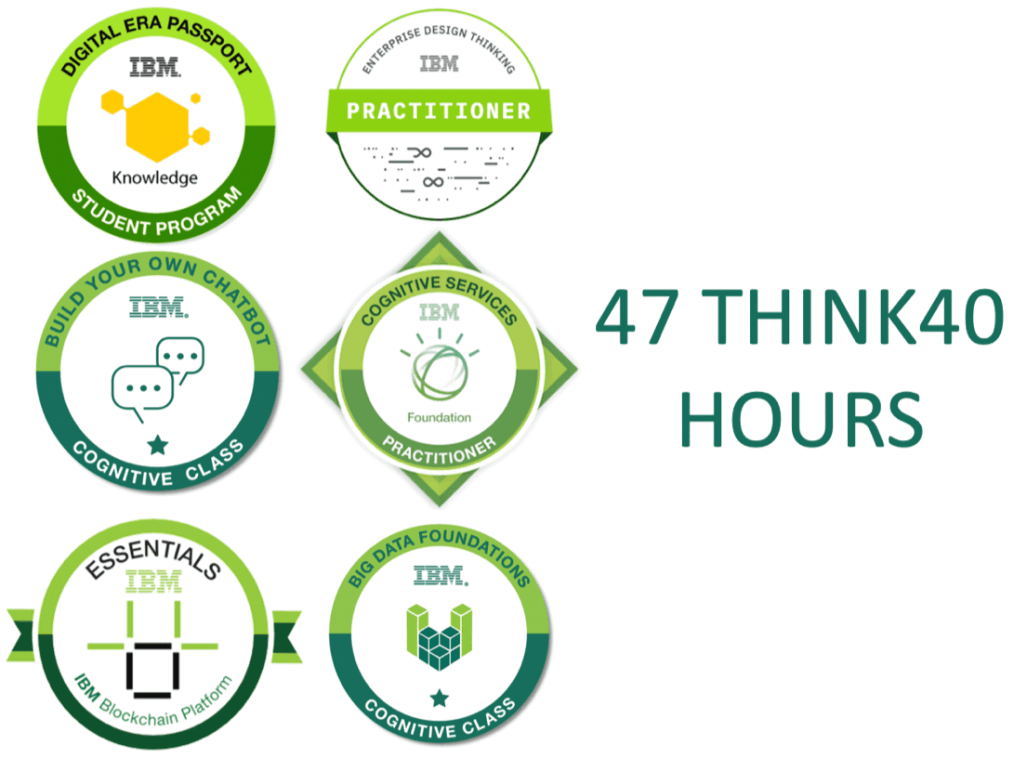 DIGITAL ERA PASSPORT
IBM.
Knowledge
STUDENT PROGRAM
ENTERPRISE DESIGN THINKING
IBM
PRACTITIONER
BUILD YOUR OWN CHATBOT
IBM.
COGNITIVE CLASS
COGNITIVE SERVICES
IBM
Foundation
PRACTITIONER
47 THINK40
HOURS
ESSENTIALS
IBM
IBM Blockchain Platform
BIG DATA FOUNDATIONS
IBM.
COGNITIVE CLASS